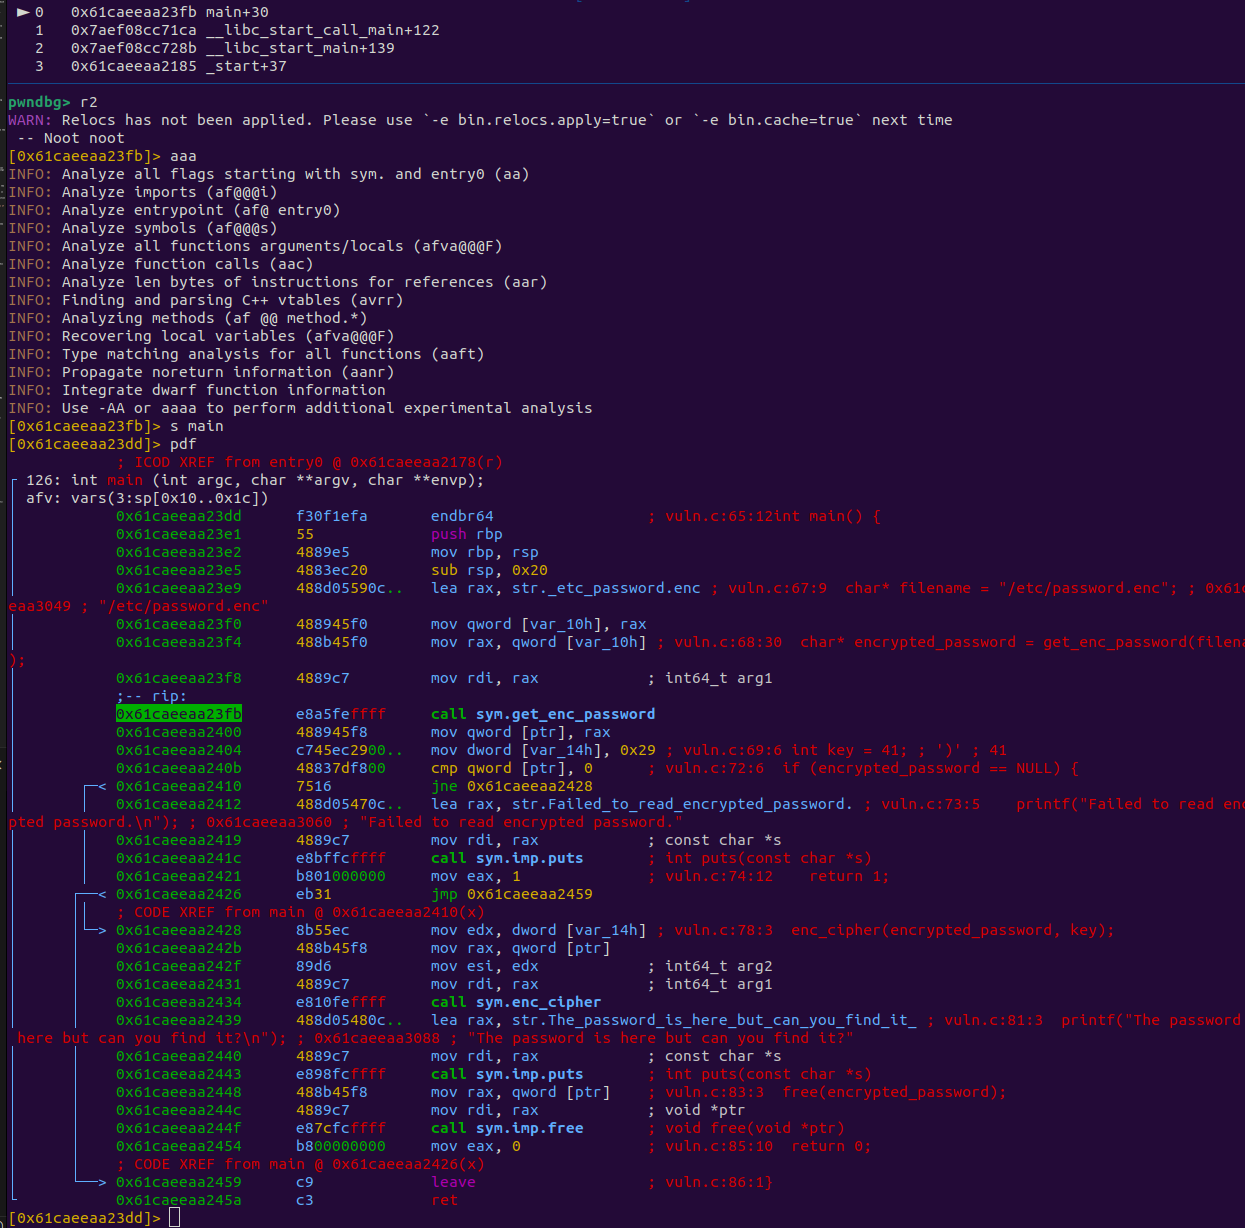 ► 0   0x61caeeaa23fb main+30
   1   0x7aef08cc71ca __libc_start_call_main+122
   2   0x7aef08cc728b __libc_start_main+139
   3   0x61caeeaa2185 _start+37
pwndbg> r2
WARN: Relocs has not been applied. Please use `-e bin.relocs.apply=true` or `-e bin.cache=true` next time
 -- Noot noot
[0x61caeeaa23fb]> aaa
INFO: Analyze all flags starting with sym. and entry0 (aa)
INFO: Analyze imports (af@@@i)
INFO: Analyze entrypoint (af@ entry0)
INFO: Analyze symbols (af@@@s)
INFO: Analyze all functions arguments/locals (afva@@@F)
INFO: Analyze function calls (aac)
INFO: Analyze len bytes of instructions for references (aar)
INFO: Finding and parsing C++ vtables (avrr)
INFO: Analyzing methods (af @@ method.*)
INFO: Recovering local variables (afva@@@F)
INFO: Type matching analysis for all functions (aaft)
INFO: Propagate noreturn information (aanr)
INFO: Integrate dwarf function information
INFO: Use -AA or aaaa to perform additional experimental analysis
[0x61caeeaa23fb]> s main
[0x61caeeaa23dd]> pdf
            ; ICOD XREF from entry0 @ 0x61caeeaa2178(r)
┌ 126: int main (int argc, char **argv, char **envp);
│ afv: vars(3:sp[0x10..0x1c])
│           0x61caeeaa23dd      f30f1efa       endbr64                 ; vuln.c:65:12int main() {
│           0x61caeeaa23e1      55             push rbp
│           0x61caeeaa23e2      4889e5         mov rbp, rsp
│           0x61caeeaa23e5      4883ec20       sub rsp, 0x20
│           0x61caeeaa23e9      488d05590c..   lea rax, str._etc_password.enc ; vuln.c:67:9  char* filename = "/etc/password.enc"; ; 0x61c
eaa3049 ; "/etc/password.enc"
│           0x61caeeaa23f0      488945f0       mov qword [var_10h], rax
│           0x61caeeaa23f4      488b45f0       mov rax, qword [var_10h] ; vuln.c:68:30  char* encrypted_password = get_enc_password(filena
);
│           0x61caeeaa23f8      4889c7         mov rdi, rax            ; int64_t arg1
│           ;-- rip:
│           0x61caeeaa23fb      e8a5feffff     call sym.get_enc_password
│           0x61caeeaa2400      488945f8       mov qword [ptr], rax
│           0x61caeeaa2404      c745ec2900..   mov dword [var_14h], 0x29 ; vuln.c:69:6 int key = 41; ; ')' ; 41
│           0x61caeeaa240b      48837df800     cmp qword [ptr], 0      ; vuln.c:72:6  if (encrypted_password == NULL) {
│       ┌─< 0x61caeeaa2410      7516           jne 0x61caeeaa2428
│       │   0x61caeeaa2412      488d05470c..   lea rax, str.Failed_to_read_encrypted_password. ; vuln.c:73:5    printf("Failed to read enc
pted password.\n"); ; 0x61caeeaa3060 ; "Failed to read encrypted password."
│       │   0x61caeeaa2419      4889c7         mov rdi, rax            ; const char *s
│       │   0x61caeeaa241c      e8bffcffff     call sym.imp.puts       ; int puts(const char *s)
│       │   0x61caeeaa2421      b801000000     mov eax, 1              ; vuln.c:74:12    return 1;
│      ┌──< 0x61caeeaa2426      eb31           jmp 0x61caeeaa2459
│      ││   ; CODE XREF from main @ 0x61caeeaa2410(x)
│      │└─> 0x61caeeaa2428      8b55ec         mov edx, dword [var_14h] ; vuln.c:78:3  enc_cipher(encrypted_password, key);
│      │    0x61caeeaa242b      488b45f8       mov rax, qword [ptr]
│      │    0x61caeeaa242f      89d6           mov esi, edx            ; int64_t arg2
│      │    0x61caeeaa2431      4889c7         mov rdi, rax            ; int64_t arg1
│      │    0x61caeeaa2434      e810feffff     call sym.enc_cipher
│      │    0x61caeeaa2439      488d05480c..   lea rax, str.The_password_is_here_but_can_you_find_it_ ; vuln.c:81:3  printf("The password
 here but can you find it?\n"); ; 0x61caeeaa3088 ; "The password is here but can you find it?"
│      │    0x61caeeaa2440      4889c7         mov rdi, rax            ; const char *s
│      │    0x61caeeaa2443      e898fcffff     call sym.imp.puts       ; int puts(const char *s)
│      │    0x61caeeaa2448      488b45f8       mov rax, qword [ptr]    ; vuln.c:83:3  free(encrypted_password);
│      │    0x61caeeaa244c      4889c7         mov rdi, rax            ; void *ptr
│      │    0x61caeeaa244f      e87cfcffff     call sym.imp.free       ; void free(void *ptr)
│      │    0x61caeeaa2454      b800000000     mov eax, 0              ; vuln.c:85:10  return 0;
│      │    ; CODE XREF from main @ 0x61caeeaa2426(x)
│      └──> 0x61caeeaa2459      c9             leave                   ; vuln.c:86:1}
└           0x61caeeaa245a      c3             ret
[0x61caeeaa23dd]>